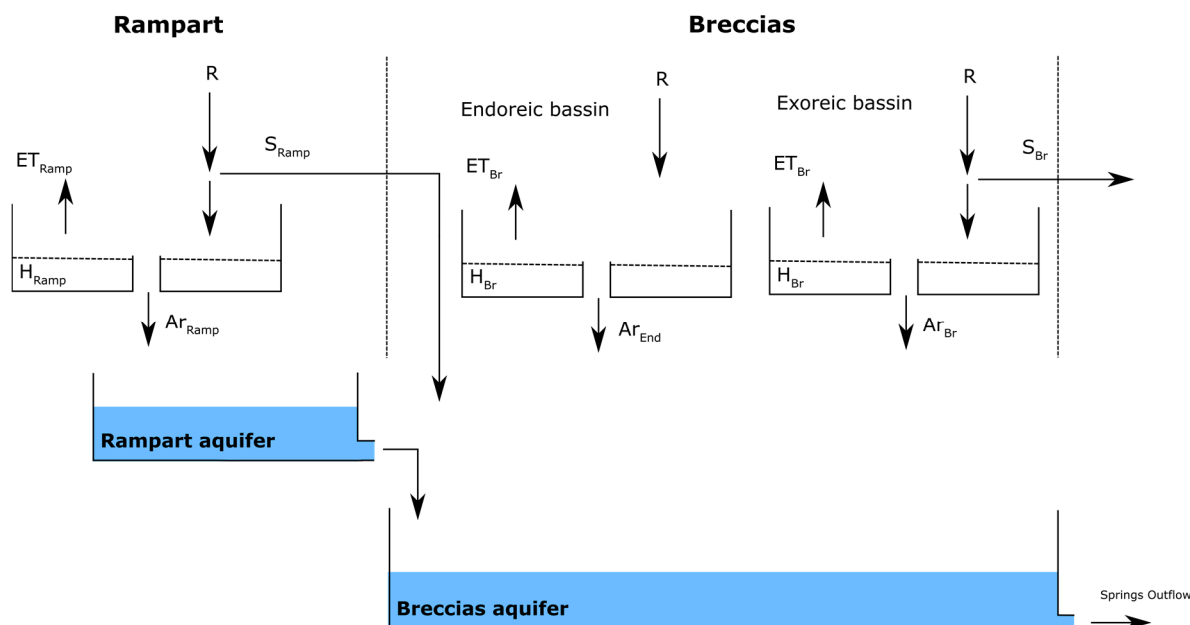 Rampart
Breccias
R
R
R
Endoreic bassin
Exoreic bassin
S_Ramp
S_Br
ET_Ramp
ET_Br
ET_Br
H_Ramp
H_Br
H_Br
Ar_Ramp
Ar_End
Ar_Br
Rampart aquifer
Springs Outflow
Breccias aquifer